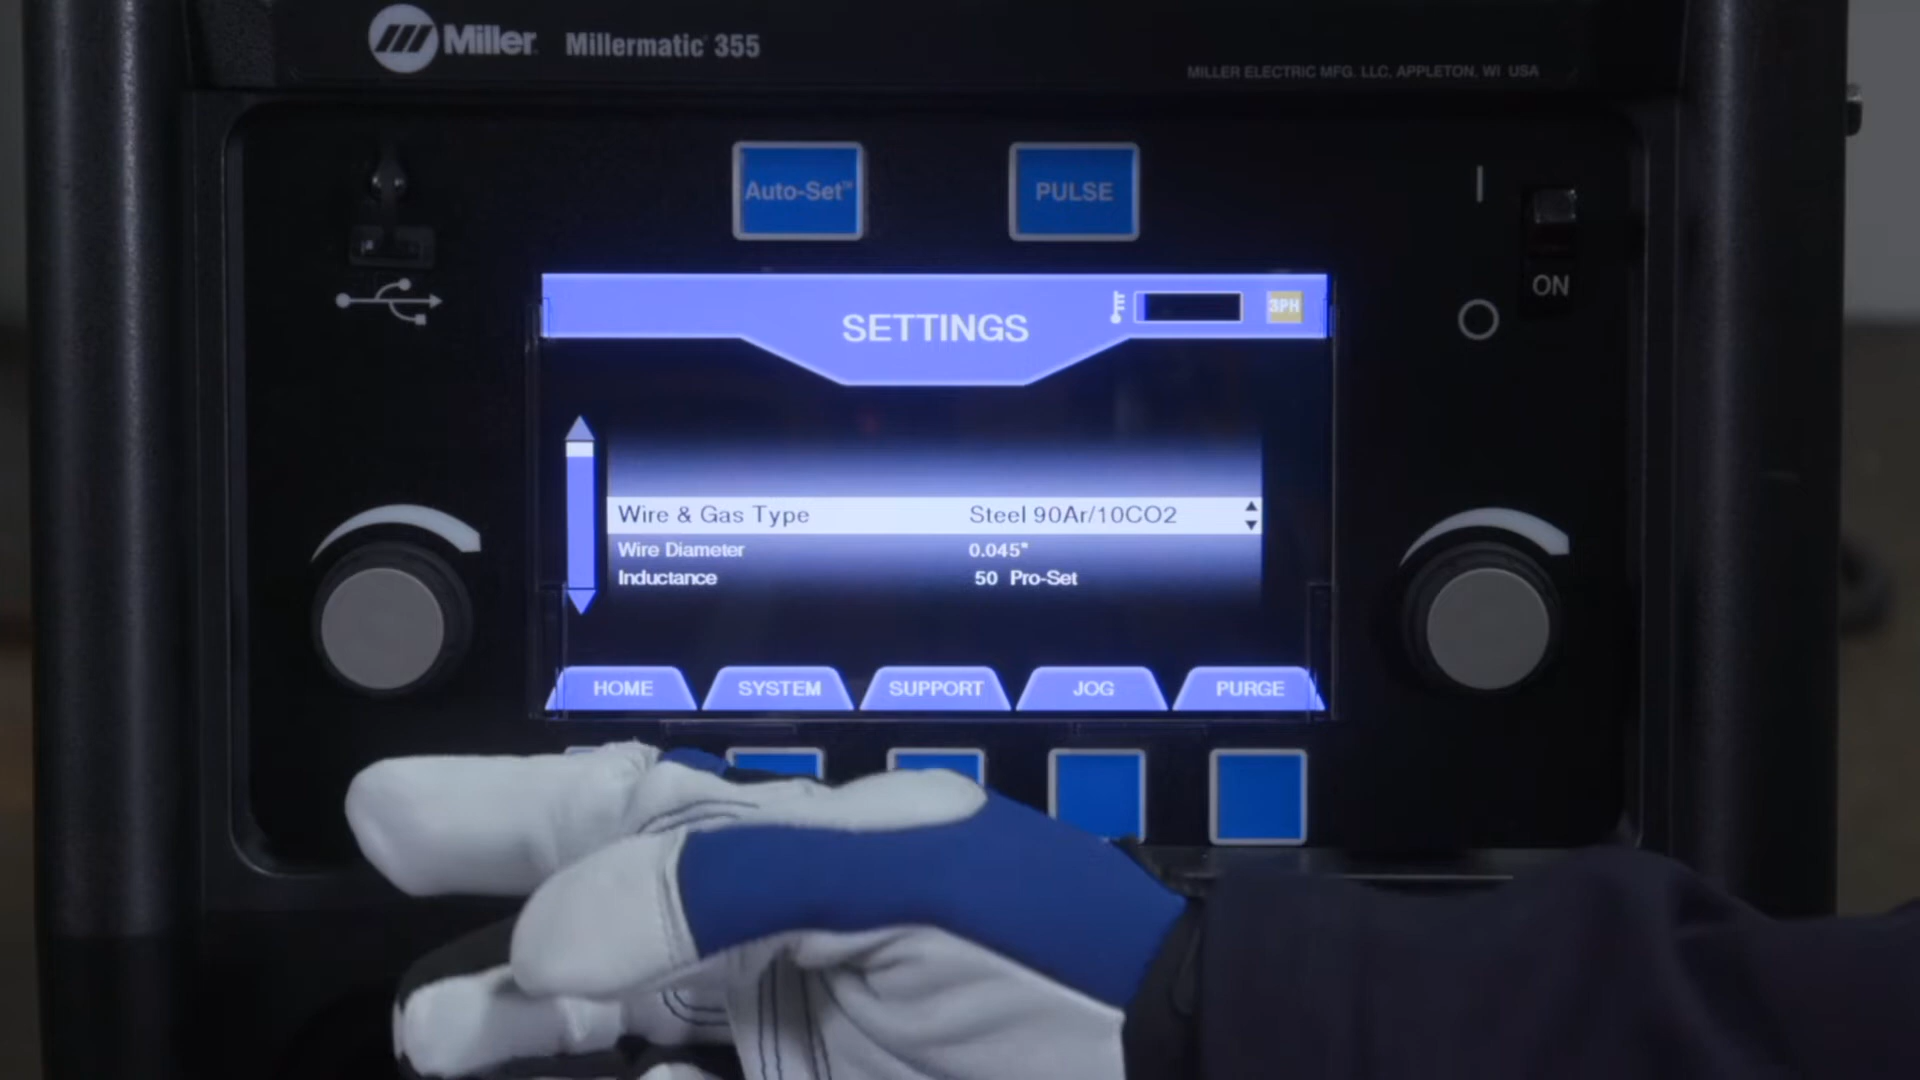 Miller Millermatic 355
MILLER ELECTRIC MFG. LLC, APPLETON, WI USA
Auto-Set™
PULSE
ON
SETTINGS
3PH
Wire & Gas Type Steel 90Ar/10CO2
Wire Diameter 0.045"
Inductance 50 Pro-Set
HOME SYSTEM SUPPORT JOG PURGE